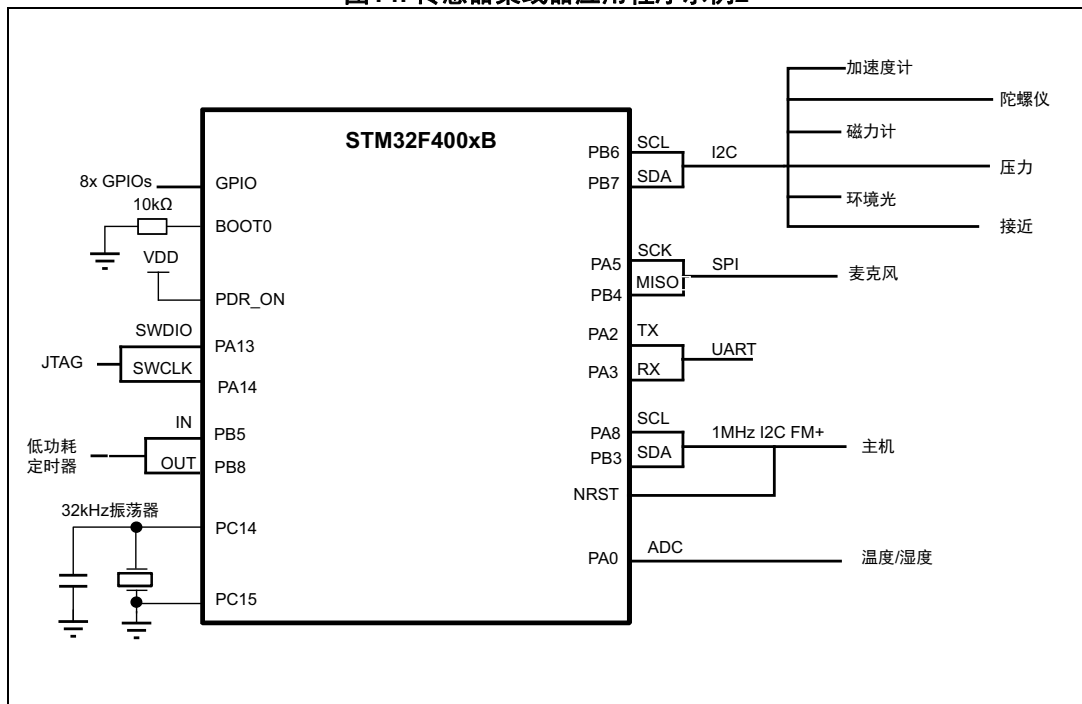 STM32F400xB
8x GPIOs
GPIO
10kΩ
BOOT0
VDD
PDR_ON
SWDIO
PA13
JTAG
SWCLK
PA14
IN
PB5
低功耗
定时器
OUT
PB8
32kHz振荡器
PC14
PC15
PB6
SCL
I2C
PB7
SDA
加速度计
陀螺仪
磁力计
压力
环境光
接近
PA5
SCK
SPI
麦克风
PB4
MISO
PA2
TX
UART
PA3
RX
PA8
SCL
1MHz I2C FM+
主机
PB3
SDA
NRST
PA0
ADC
温度/湿度